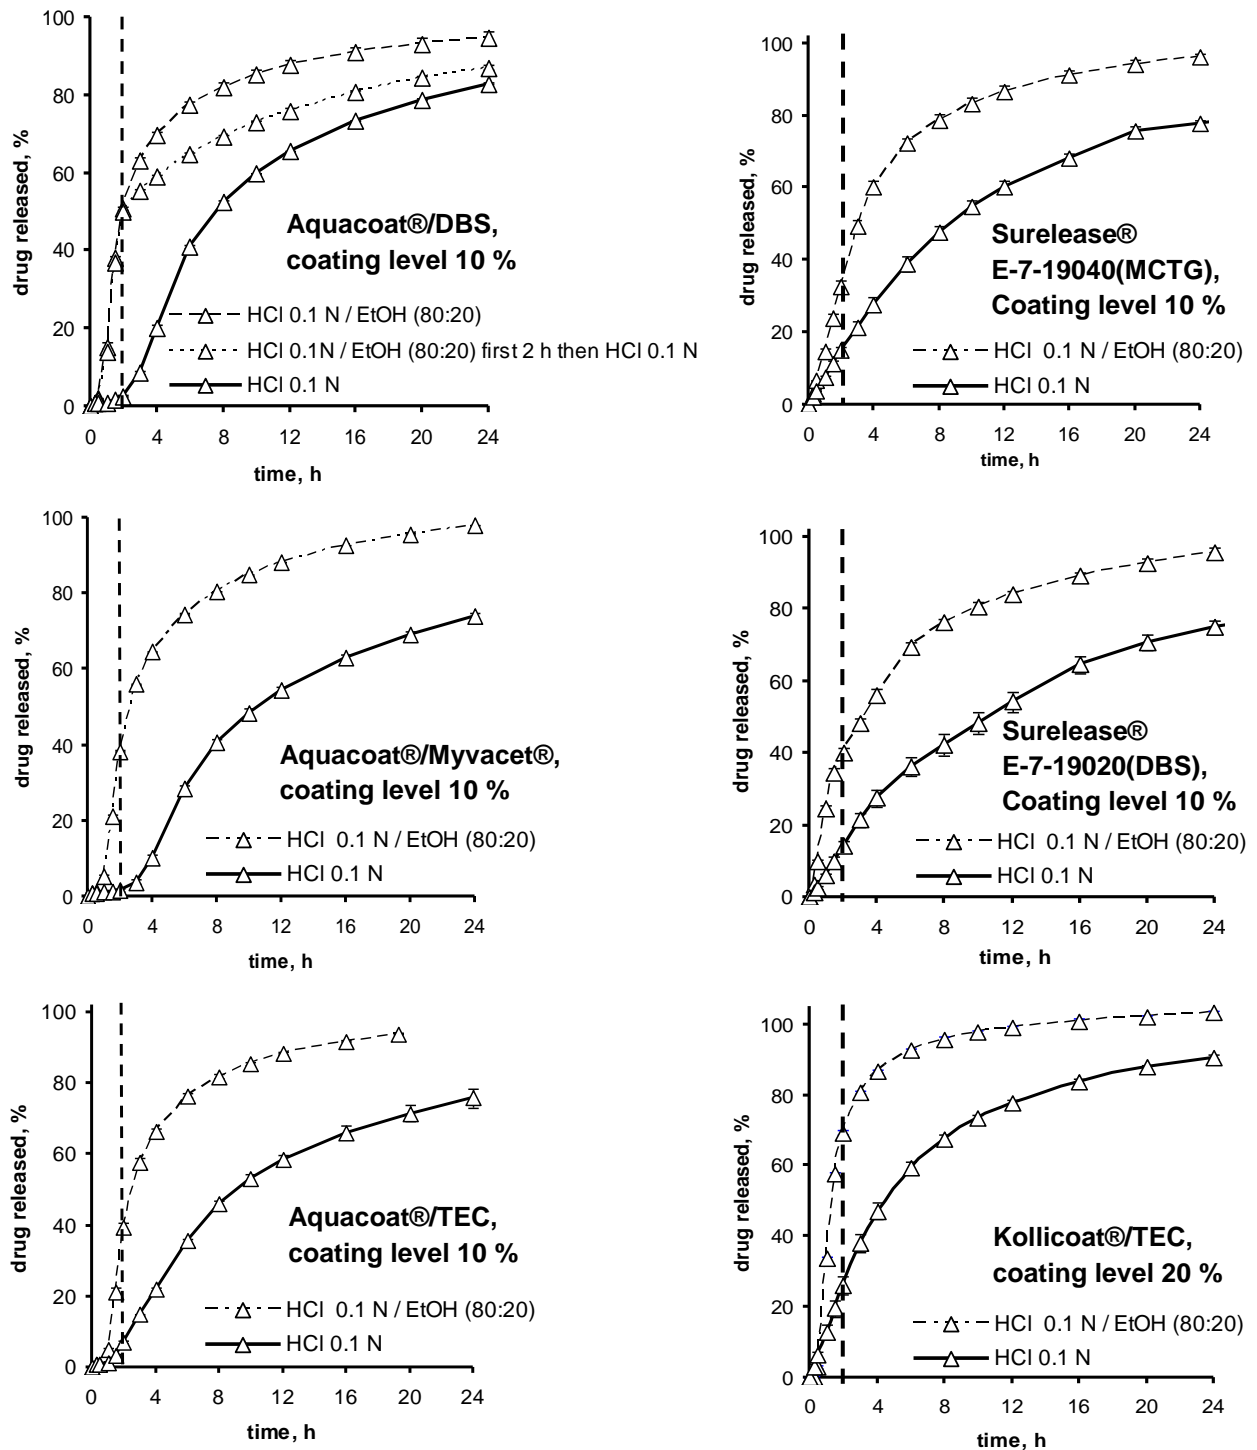 100
80
60
40
20
0
drug released, %
Aquacoat®/DBS,
coating level 10 %
HCl 0.1 N / EtOH (80:20)
HCl 0.1N / EtOH (80:20) first 2 h then HCl 0.1 N
HCl 0.1 N
0 4 8 12 16 20 24
time, h
100
80
60
40
20
0
drug released, %
Surelease®
E-7-19040(MCTG),
Coating level 10 %
HCl 0.1 N / EtOH (80:20)
HCl 0.1 N
0 4 8 12 16 20 24
time, h
100
80
60
40
20
0
drug released, %
Aquacoat®/Myvacet®,
coating level 10 %
HCl 0.1 N / EtOH (80:20)
HCl 0.1 N
0 4 8 12 16 20 24
time, h
100
80
60
40
20
0
drug released, %
Surelease®
E-7-19020(DBS),
Coating level 10 %
HCl 0.1 N / EtOH (80:20)
HCl 0.1 N
0 4 8 12 16 20 24
time, h
100
80
60
40
20
0
drug released, %
Aquacoat®/TEC,
coating level 10 %
HCl 0.1 N / EtOH (80:20)
HCl 0.1 N
0 4 8 12 16 20 24
time, h
100
80
60
40
20
0
drug released, %
Kollicoat®/TEC,
coating level 20 %
HCl 0.1 N / EtOH (80:20)
HCl 0.1 N
0 4 8 12 16 20 24
time, h